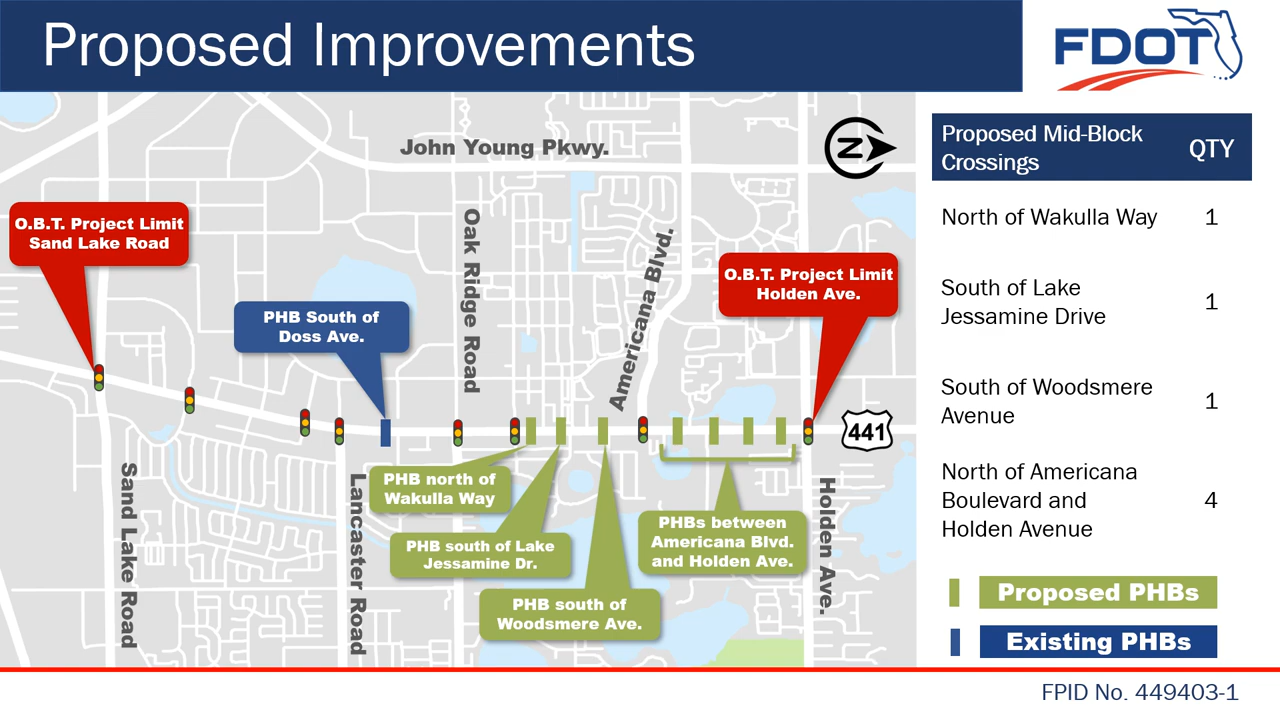 Proposed Improvements
FDOT
John Young Pkwy.
N
O.B.T. Project Limit
Sand Lake Road
PHB South of
Doss Ave.
Oak Ridge Road
Americana Blvd.
O.B.T. Project Limit
Holden Ave.
441
Sand Lake Road
Lancaster Road
PHB north of
Wakulla Way
PHB south of Lake
Jessamine Dr.
PHB south of
Woodsmere Ave.
PHBs between
Americana Blvd.
and Holden Ave.
Holden Ave.
Proposed Mid-Block
Crossings
QTY
North of Wakulla Way 1
South of Lake
Jessamine Drive
1
South of Woodsmere
Avenue
1
North of Americana
Boulevard and
Holden Avenue
4
Proposed PHBs
Existing PHBs
FPID No. 449403-1